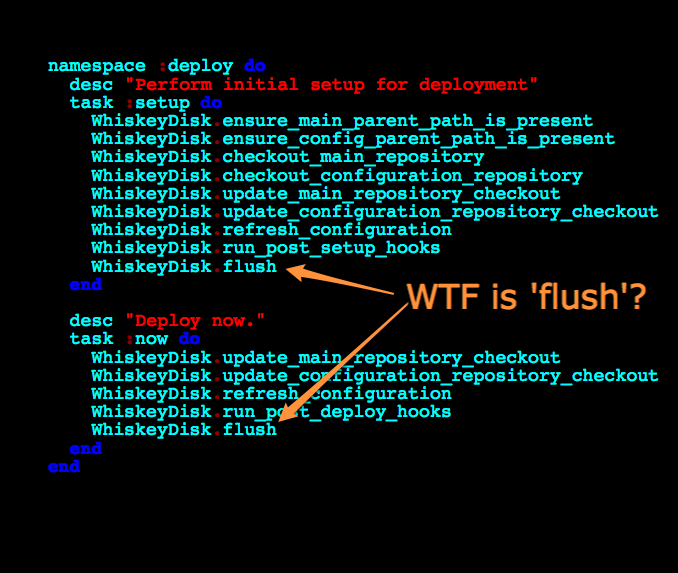 namespace :deploy do
desc "Perform initial setup for deployment"
task :setup do
WhiskeyDisk.ensure_main_parent_path_is_present
WhiskeyDisk.ensure_config_parent_path_is_present
WhiskeyDisk.checkout_main_repository
WhiskeyDisk.checkout_configuration_repository
WhiskeyDisk.update_main_repository_checkout
WhiskeyDisk.update_configuration_repository_checkout
WhiskeyDisk.refresh_configuration
WhiskeyDisk.run_post_setup_hooks
WhiskeyDisk.flush
end
WTF is 'flush'?
desc "Deploy now."
task :now do
WhiskeyDisk.update_main_repository_checkout
WhiskeyDisk.update_configuration_repository_checkout
WhiskeyDisk.refresh_configuration
WhiskeyDisk.run_post_deploy_hooks
WhiskeyDisk.flush
end
end